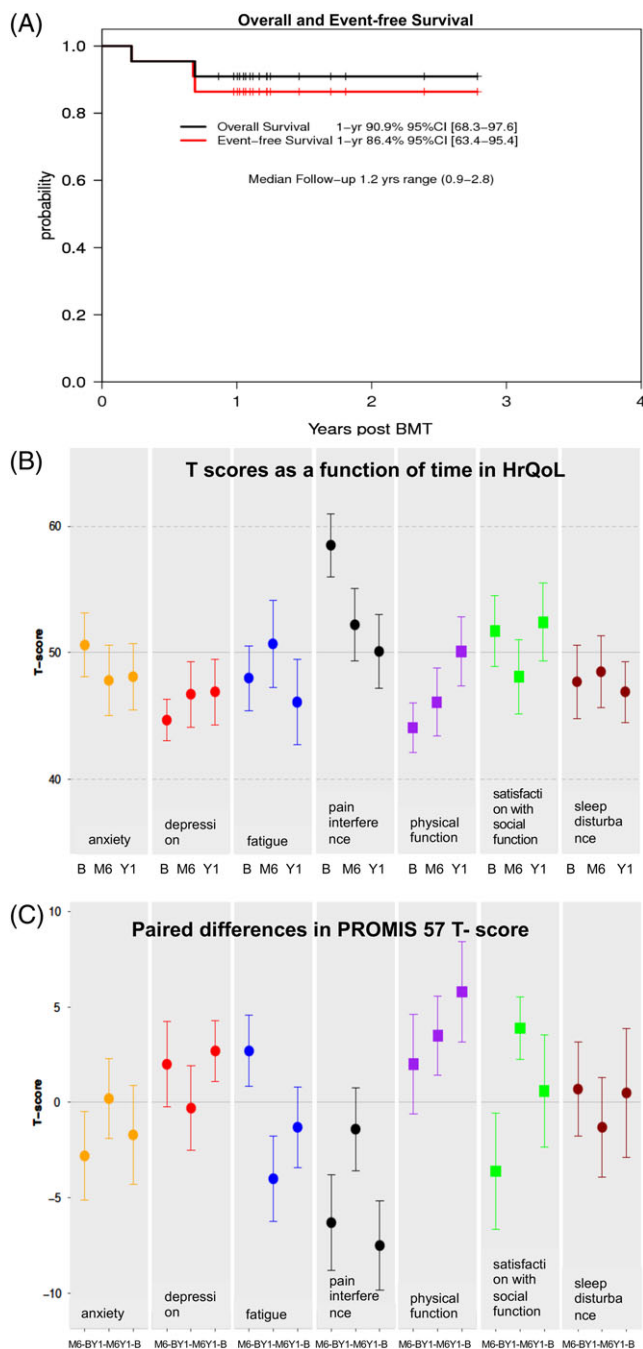 (A)
Overall and Event-free Survival
1.0
0.8
0.6
0.4
0.2
0.0
probability
Overall Survival 1-yr 90.9% 95%CI [68.3-97.6]
Event-free Survival 1-yr 86.4% 95%CI [63.4-95.4]
Median Follow-up 1.2 yrs range (0.9-2.8)
0 1 2 3 4
Years post BMT
(B)
T scores as a function of time in HrQoL
60
50
40
T-score
anxiety
depressi
on
fatigue
pain
interfere
nce
physical
function
satisfacti
on with
social
function
sleep
disturba
nce
B M6 Y1 B M6 Y1 B M6 Y1 B M6 Y1 B M6 Y1 B M6 Y1 B M6 Y1
(C)
Paired differences in PROMIS 57 T- score
10
5
0
-5
-10
T-score
anxiety
depressi
on
fatigue
pain
interfere
nce
physical
function
satisfacti
on with
social
function
sleep
disturba
nce
M6-BY1-M6Y1-B M6-BY1-M6Y1-B M6-BY1-M6Y1-B M6-BY1-M6Y1-B M6-BY1-M6Y1-B M6-BY1-M6Y1-B M6-BY1-M6Y1-B